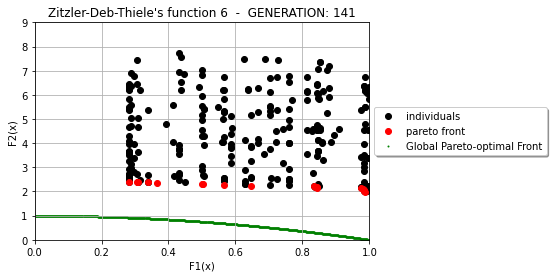 Zitzler-Deb-Thiele's function 6 - GENERATION: 141
F2(x)
9
8
7
6
5
4
3
2
1
0
0.0 0.2 0.4 0.6 0.8 1.0
F1(x)
individuals
pareto front
Global Pareto-optimal Front